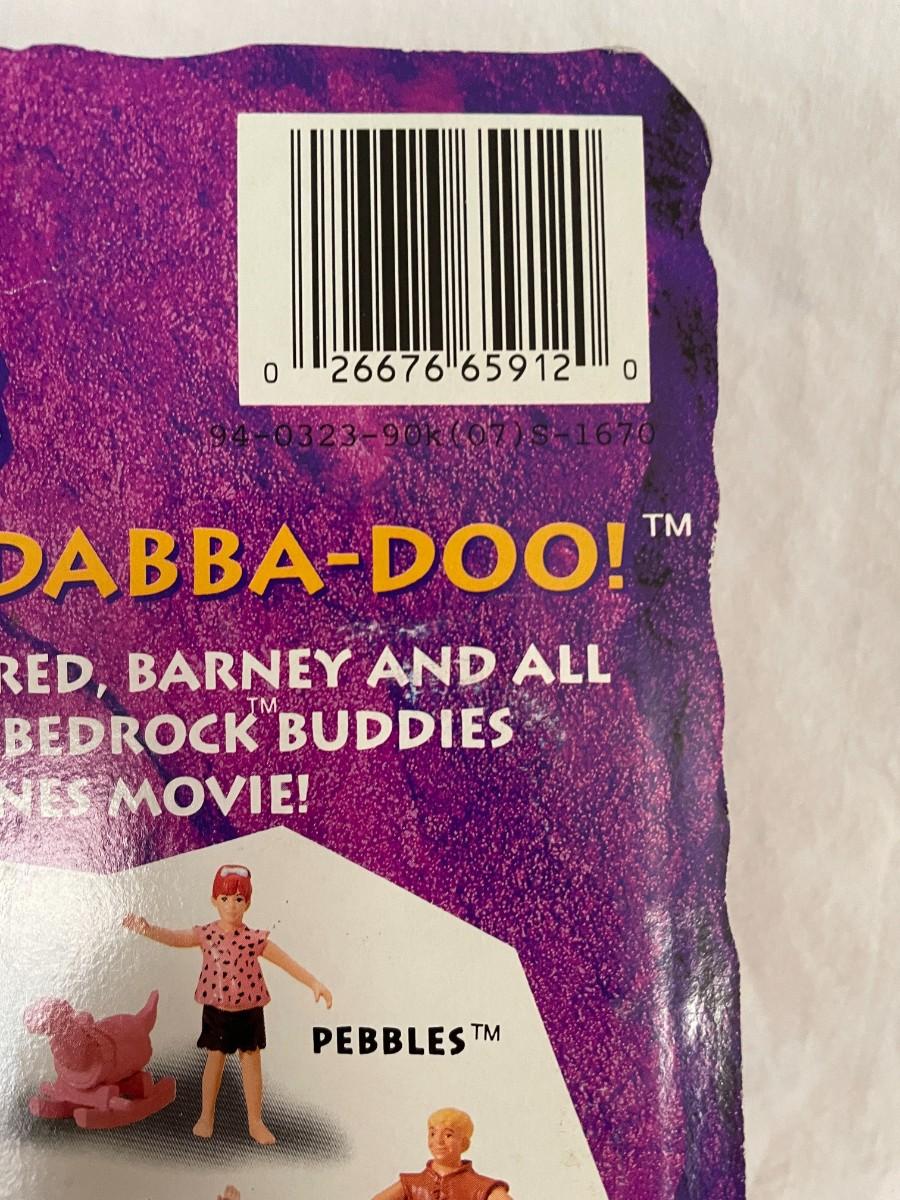 0 26676 65912 0
94-0323-90k(07)S-1670
DABBA-DOO!™
RED, BARNEY AND ALL
BEDROCK™ BUDDIES
NES MOVIE!
PEBBLES™